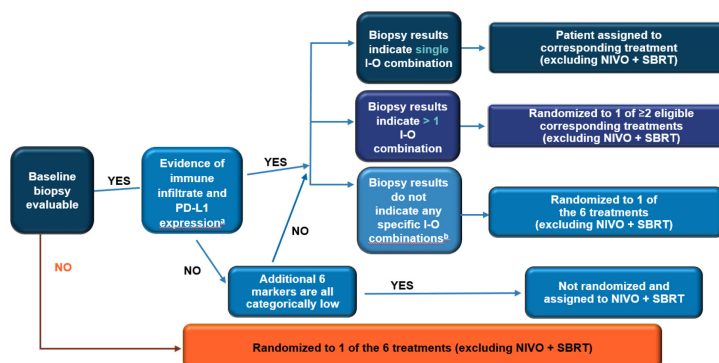 Biopsy results
indicate single
I-O combination
Patient assigned to
corresponding treatment
(excluding NIVO + SBRT)
Biopsy results
indicate > 1
I-O
combination
Randomized to 1 of ≥2 eligible
corresponding treatments
(excluding NIVO + SBRT)
Baseline
biopsy
evaluable
YES
Evidence of
immune
infiltrate and
PD-L1
expressionᵃ
YES
Biopsy results
do not
indicate any
specific I-O
combinationsᵇ
Randomized to 1 of
the 6 treatments
(excluding NIVO + SBRT)
NO
NO
NO
Additional 6
markers are all
categorically low
YES
Not randomized and
assigned to NIVO + SBRT
Randomized to 1 of the 6 treatments (excluding NIVO + SBRT)